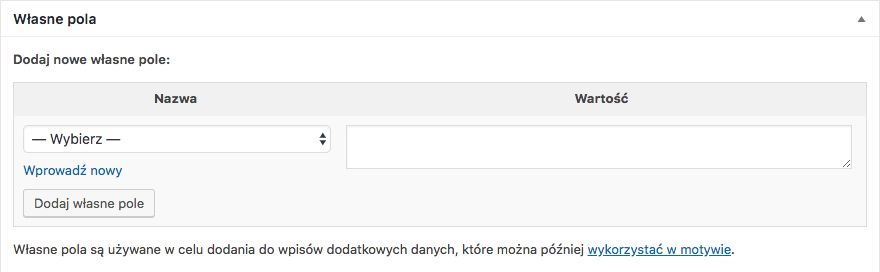 Własne pola
Dodaj nowe własne pole:
Nazwa Wartość
— Wybierz —
Wprowadź nowy
Dodaj własne pole
Własne pola są używane w celu dodania do wpisów dodatkowych danych, które można później wykorzystać w motywie.